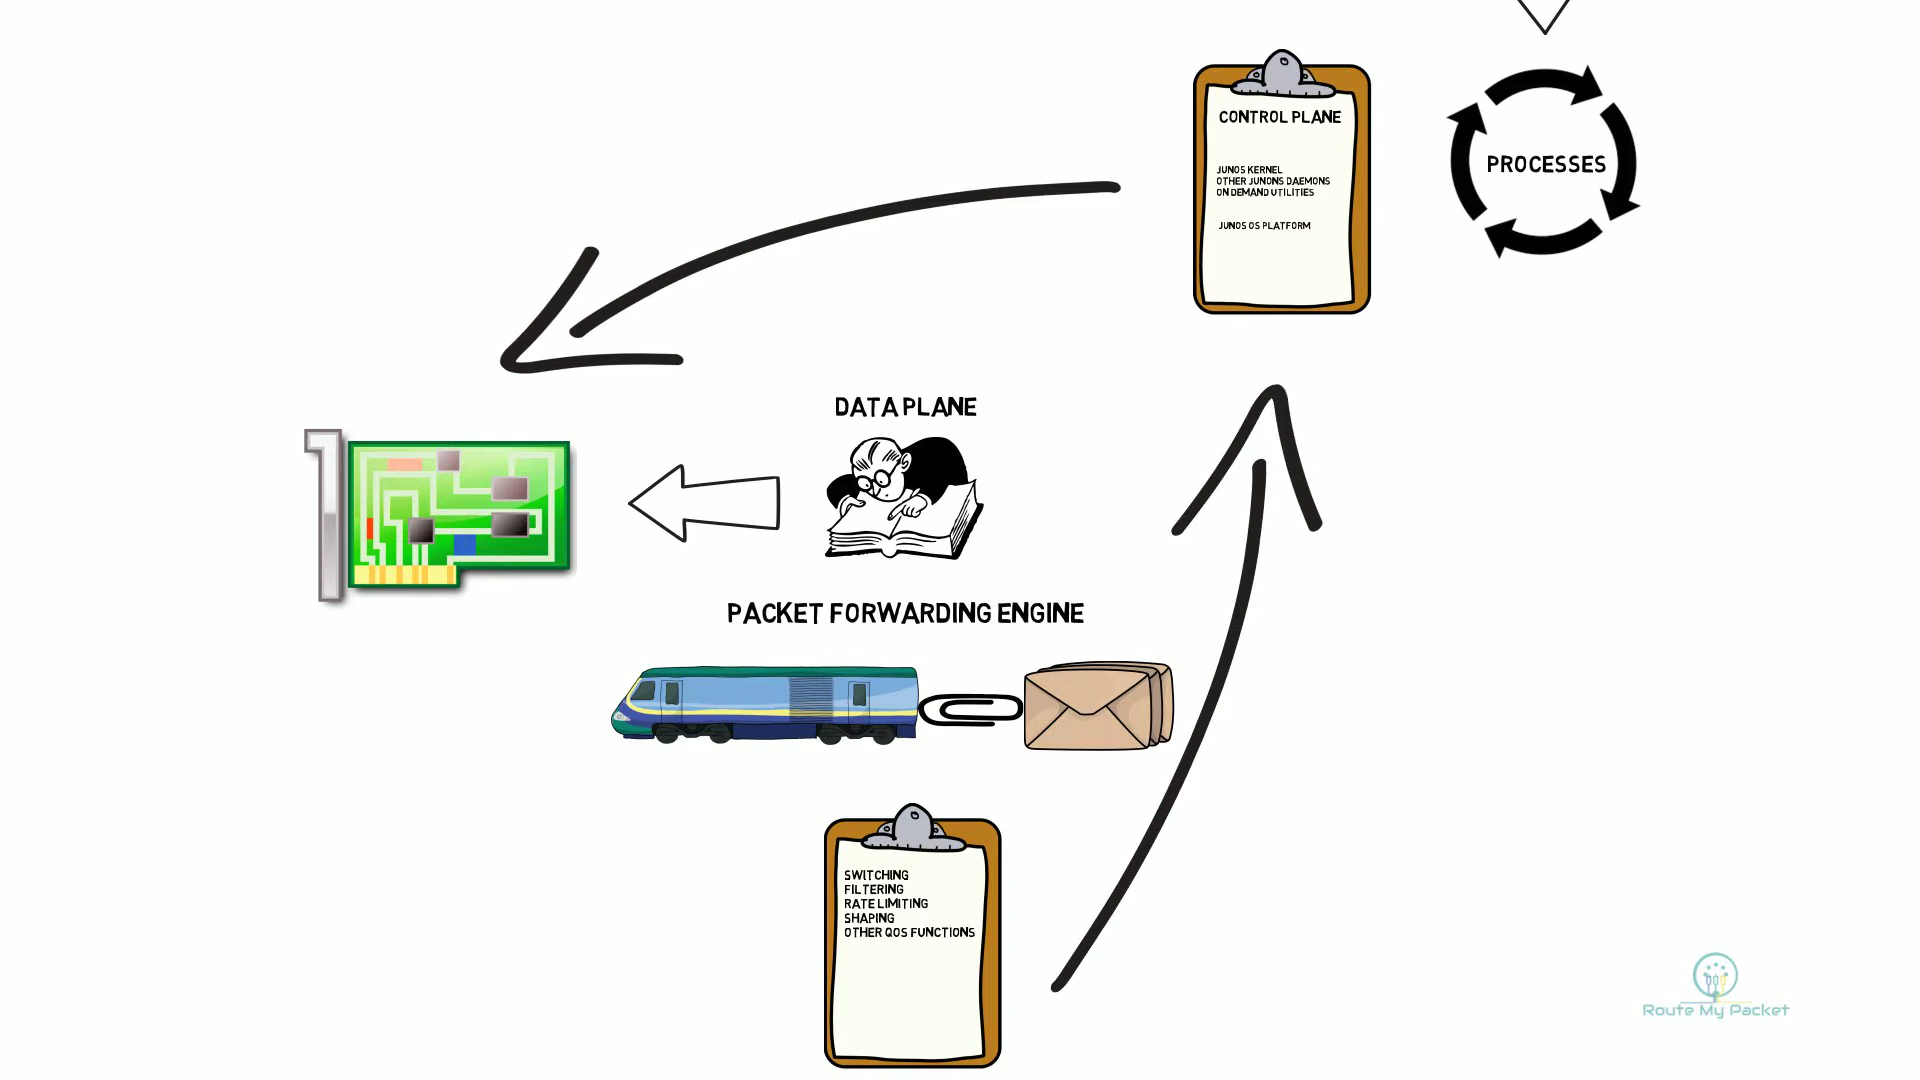 CONTROL PLANE
JUNOS KERNEL
OTHER JUNONS DAEMONS
ON DEMAND UTILITIES
JUNOS OS PLATFORM
PROCESSES
DATA PLANE
PACKET FORWARDING ENGINE
SWITCHING
FILTERING
RATE LIMITING
SHAPING
OTHER QOS FUNCTIONS
Route My Packet